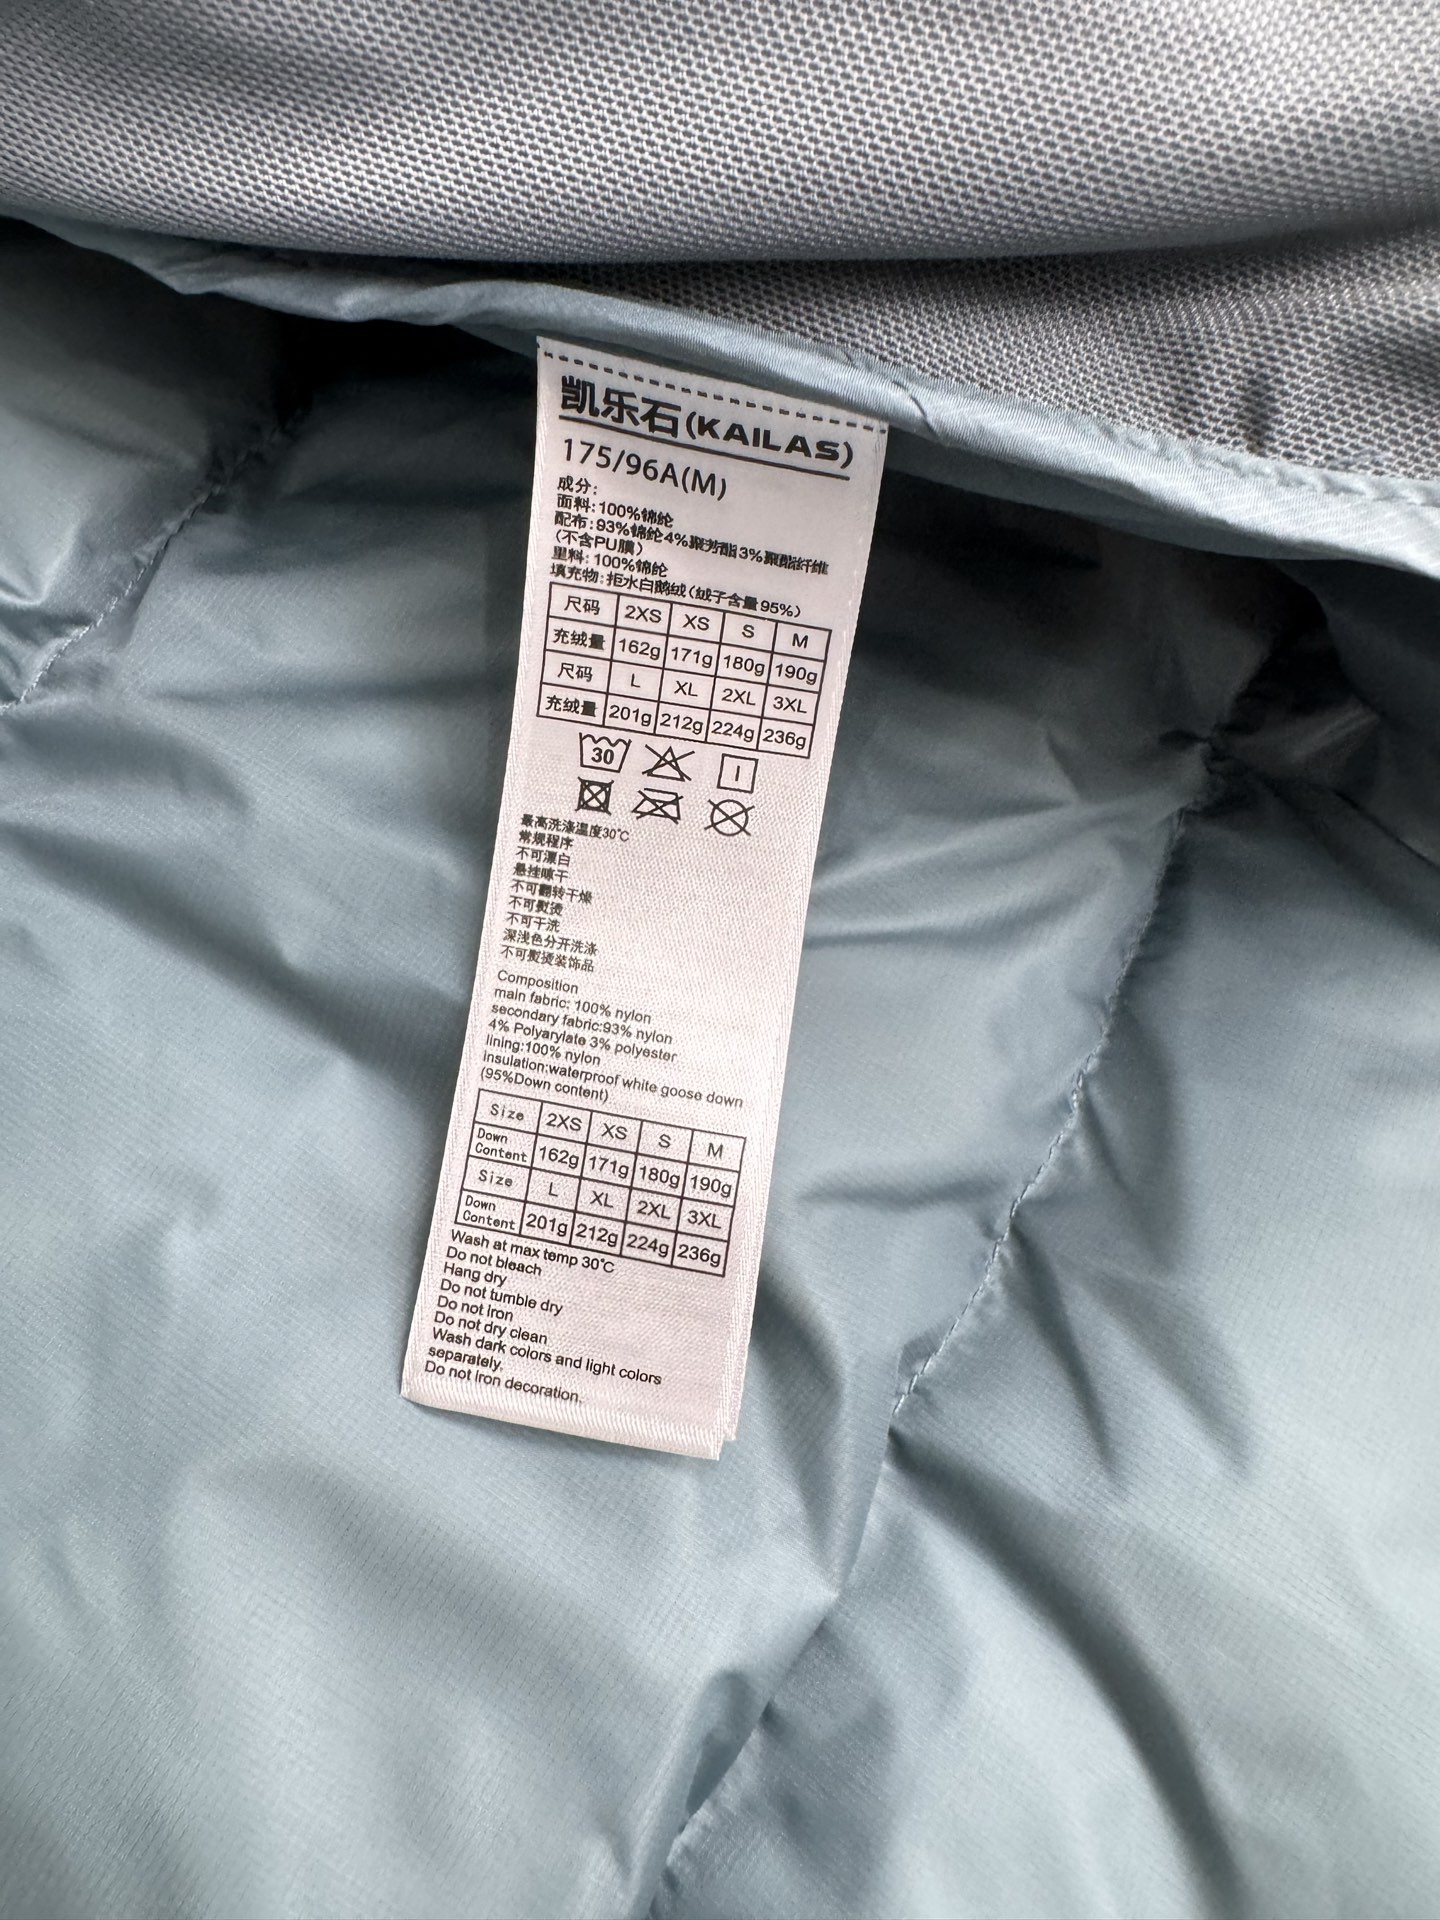 凯乐石(KAILAS)
175/96A(M)
成分:
面料:100%锦纶
配布:93%锦纶4%聚芳酯3%聚酯纤维
(不含PU膜)
里料:100%锦纶
填充物:拒水白鹅绒(绒子含量95%)
尺码 2XS XS S M
充绒量 162g 171g 180g 190g
尺码 L XL 2XL 3XL
充绒量 201g 212g 224g 236g
30
最高洗涤温度30℃
常规程序
不可漂白
悬挂晾干
不可翻转干燥
不可熨烫
不可干洗
深浅色分开洗涤
不可熨烫装饰品
Composition
main fabric: 100% nylon
secondary fabric:93% nylon
4% Polyarylate 3% polyester
lining:100% nylon
insulation:waterproof white goose down
(95%Down content)
Size 2XS XS S M
Down Content 162g 171g 180g 190g
Size L XL 2XL 3XL
Down Content 201g 212g 224g 236g
Wash at max temp 30℃
Do not bleach
Hang dry
Do not tumble dry
Do not iron
Do not dry clean
Wash dark colors and light colors
separately.
Do not iron decoration.